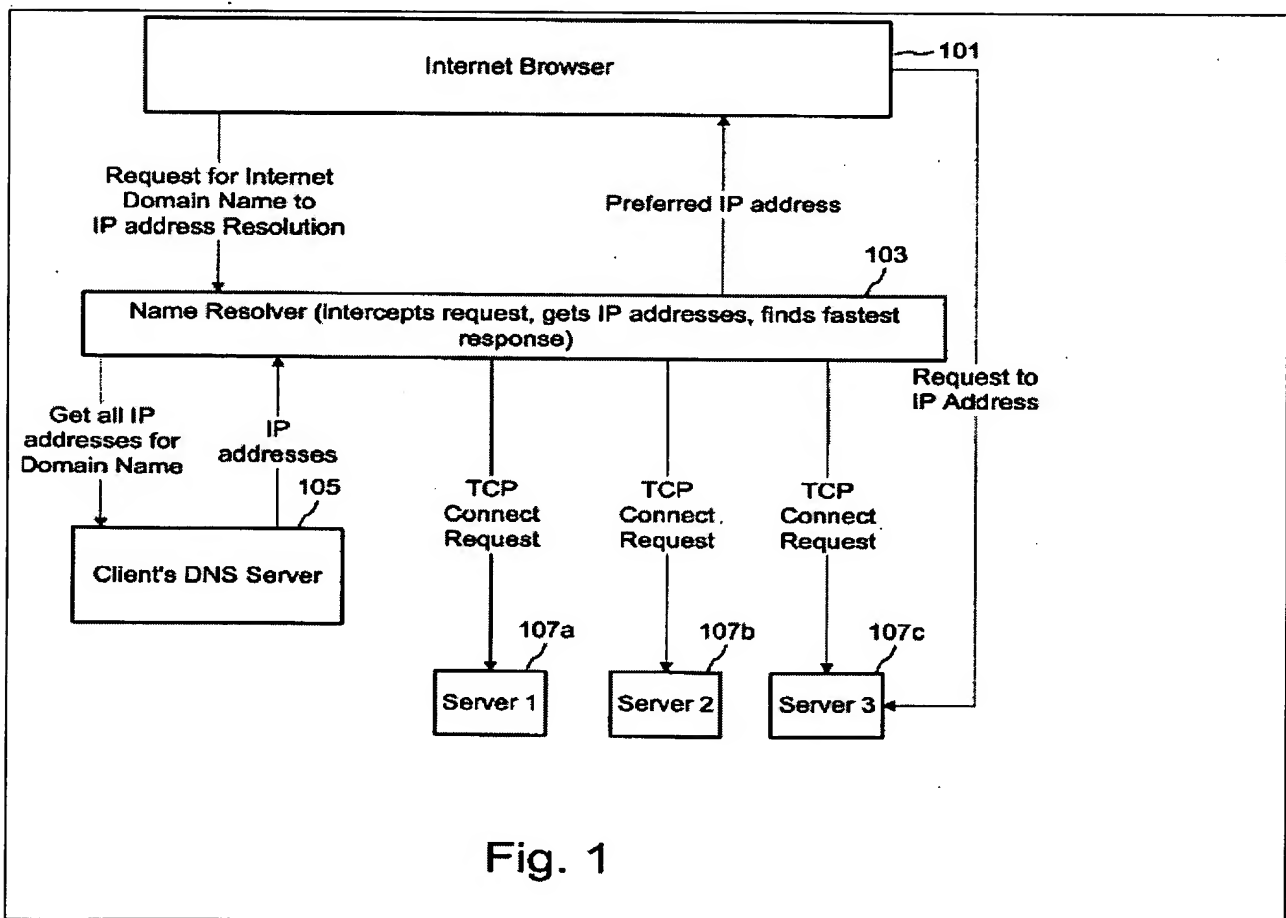 101
Internet Browser
Request for Internet
Domain Name to
IP address Resolution
Preferred IP address
103
Name Resolver (intercepts request, gets IP addresses, finds fastest
response)
Request to
IP Address
Get all IP
addresses for
Domain Name
IP
addresses
105
Client's DNS Server
TCP
Connect
Request
TCP
Connect
Request
TCP
Connect
Request
107a
Server 1
107b
Server 2
107c
Server 3
Fig. 1